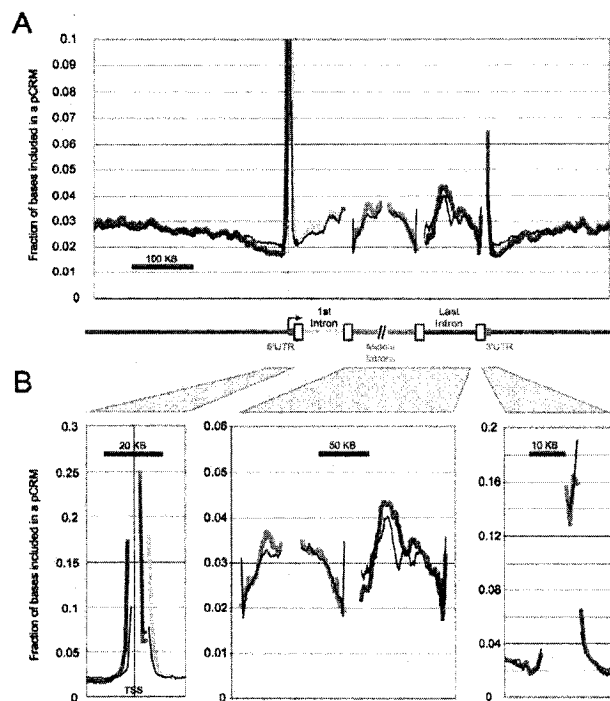 A
Fraction of bases included in a pCRM
0.1
0.09
0.08
0.07
0.06
0.05
0.04
0.03
0.02
0.01
0
100 KB
1st
Intron
Last
Intron
5'UTR
Introns
3'UTR
B
Fraction of bases included in a pCRM
0.3
0.25
0.2
0.15
0.1
0.05
0
20 KB
TSS
0.06
0.05
0.04
0.03
0.02
0.01
0
50 KB
0.2
0.16
0.12
0.08
0.04
0
10 KB